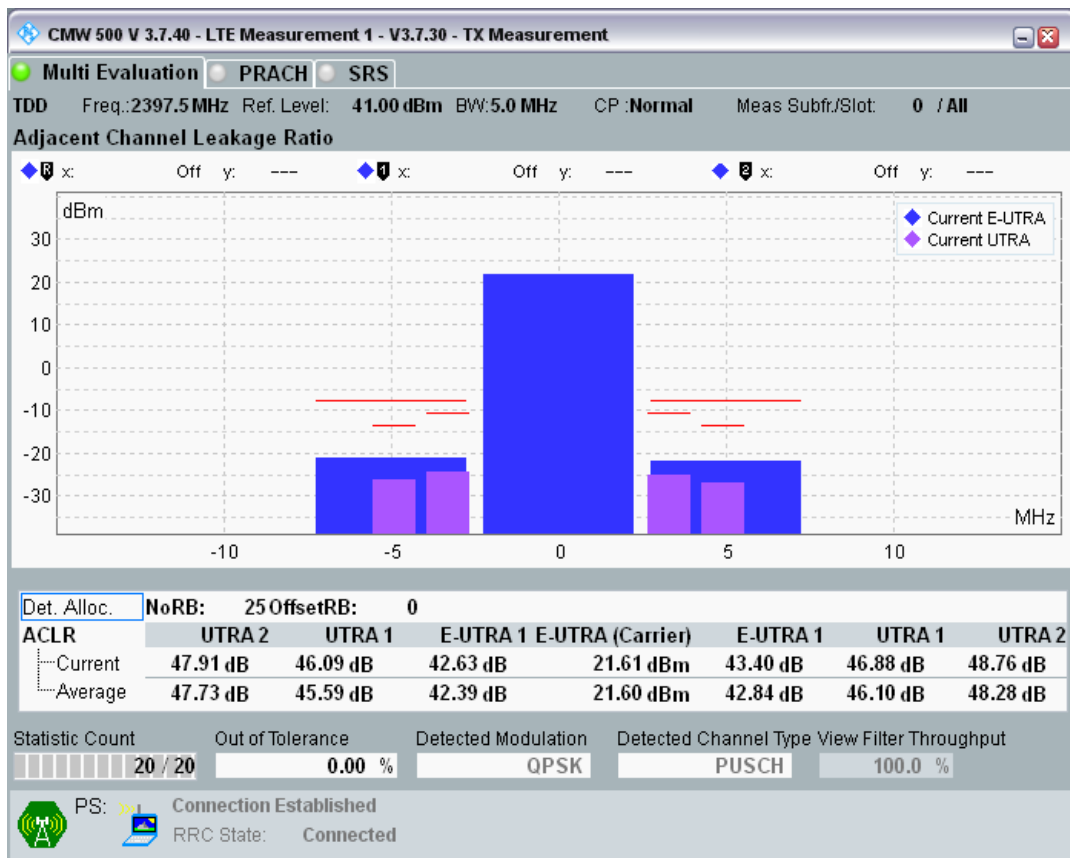 CMW 500 V 3.7.40 - LTE Measurement 1 - V3.7.30 - TX Measurement
Multi Evaluation PRACH SRS
TDD Freq.:2397.5 MHz Ref. Level: 41.00 dBm BW:5.0 MHz CP :Normal Meas Subfr./Slot: 0 / All
Adjacent Channel Leakage Ratio
R x: Off y: --- 1 x: Off y: --- 2 x: Off y: ---
dBm
Current E-UTRA
Current UTRA
30
20
10
0
-10
-20
-30
MHz
-10 -5 0 5 10
Det. Alloc. NoRB: 25 OffsetRB: 0
ACLR UTRA 2 UTRA 1 E-UTRA 1 E-UTRA (Carrier) E-UTRA 1 UTRA 1 UTRA 2
Current 47.91 dB 46.09 dB 42.63 dB 21.61 dBm 43.40 dB 46.88 dB 48.76 dB
Average 47.73 dB 45.59 dB 42.39 dB 21.60 dBm 42.84 dB 46.10 dB 48.28 dB
Statistic Count Out of Tolerance Detected Modulation Detected Channel Type View Filter Throughput
20 / 20 0.00 % QPSK PUSCH 100.0 %
PS: Connection Established
RRC State: Connected